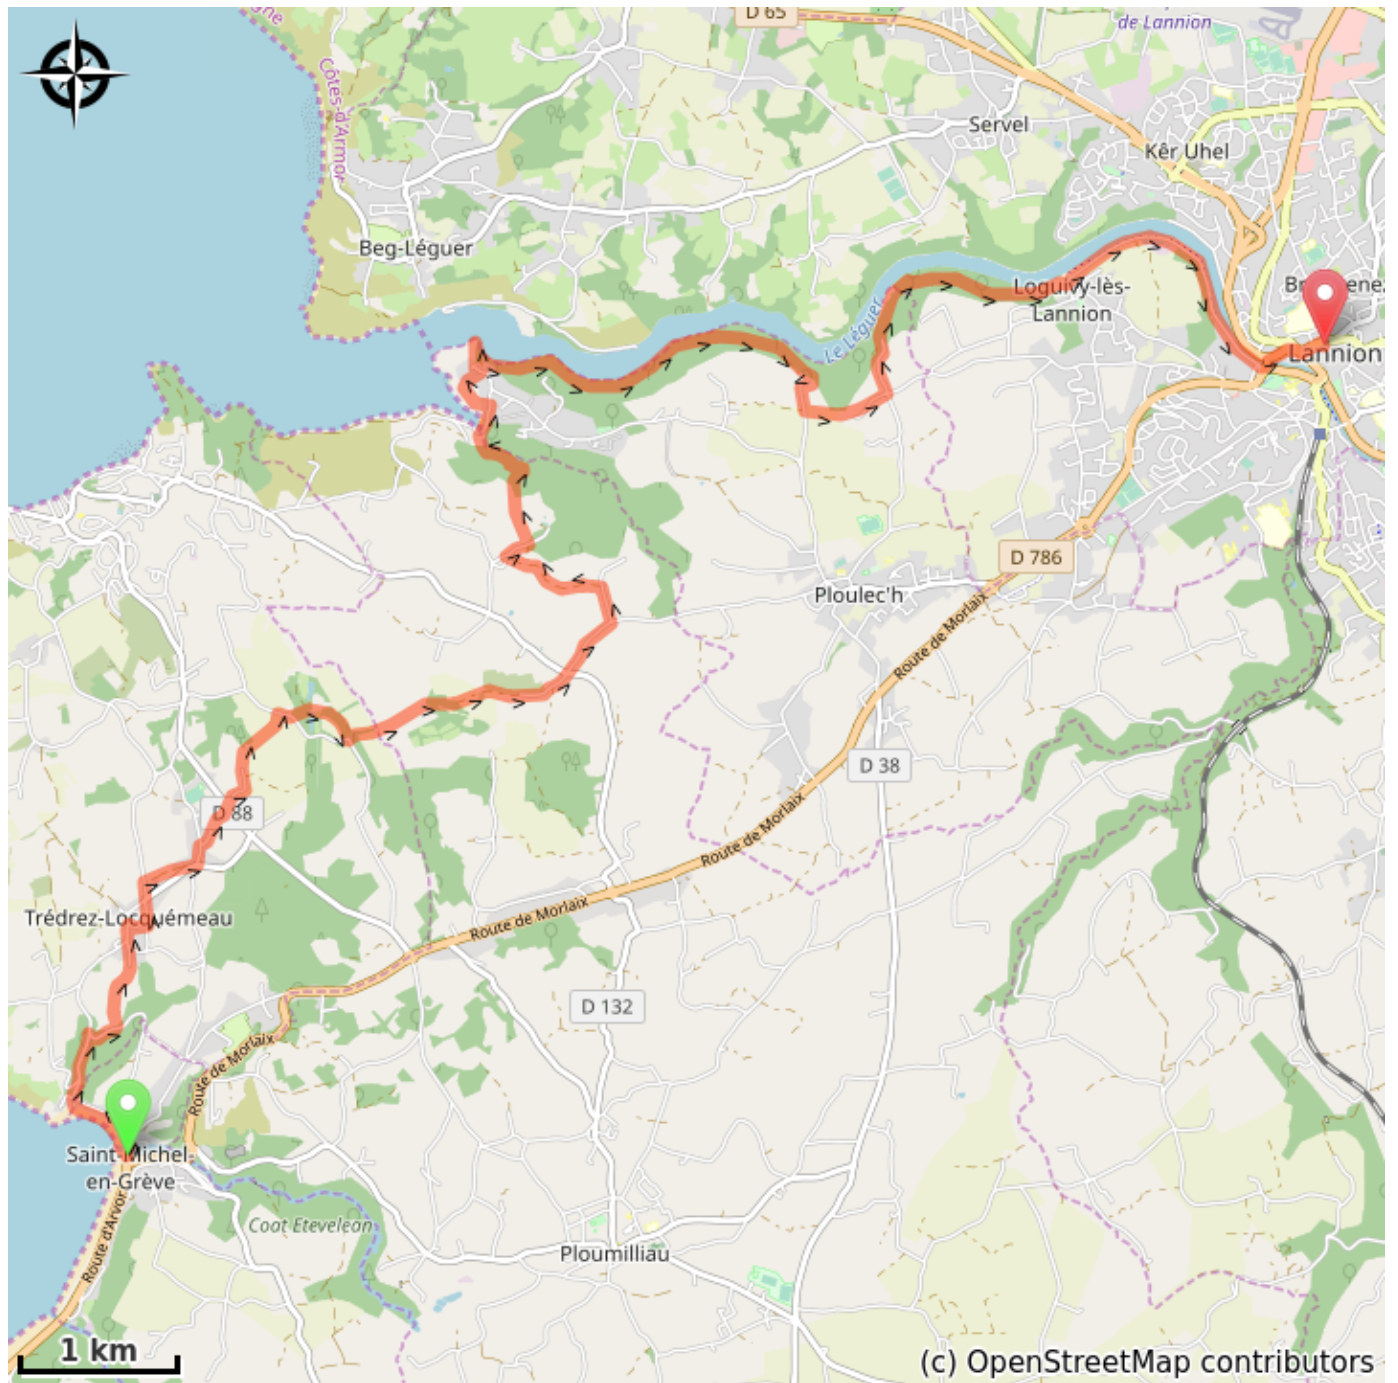 gne
D 65
de Lannion
Côtes-d'Armor
Servel
Kêr Uhel
Beg-Léguer
Loguivy-lès-
Lannion
Le Léguer
Lannion
D 786
Ploulec'h
Route de Morlaix
D 38
D 88
Route de Morlaix
Trédrez-Locquémeau
Route de Morlaix
D 132
Route de Morlaix
Saint-Michel-
en-Grève
Coat Etevelean
Route d'Arvor
Ploumilliau
1 km
(c) OpenStreetMap contributors